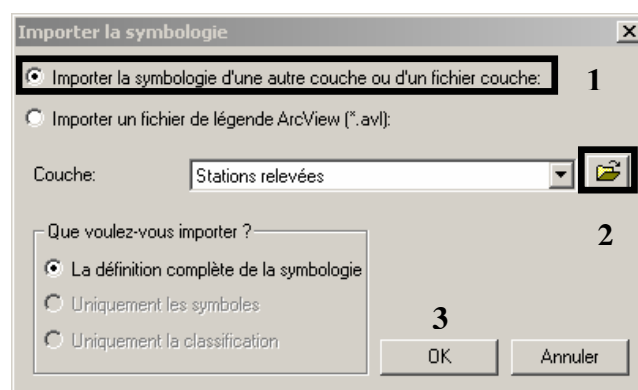 Importer la symbologie
Importer la symbologie d'une autre couche ou d'un fichier couche:
1
Importer un fichier de légende ArcView (*.avl):
Couche:
Stations relevées
2
Que voulez-vous importer ?
La définition complète de la symbologie
Uniquement les symboles
Uniquement la classification
3
OK
Annuler